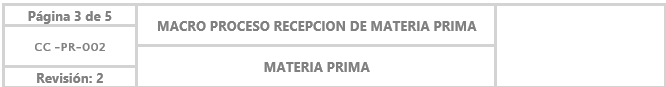 Página 3 de 5
CC -PR-002
Revisión: 2
MACRO PROCESO RECEPCION DE MATERIA PRIMA
MATERIA PRIMA